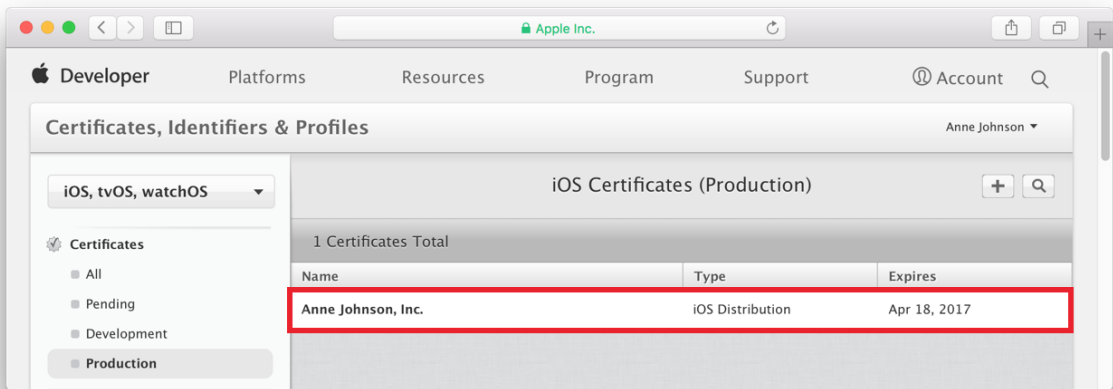 Apple Inc.
Developer Platforms Resources Program Support Account
Certificates, Identifiers & Profiles Anne Johnson
iOS, tvOS, watchOS iOS Certificates (Production)
Certificates 1 Certificates Total
All Name Type Expires
Pending Anne Johnson, Inc. iOS Distribution Apr 18, 2017
Development
Production